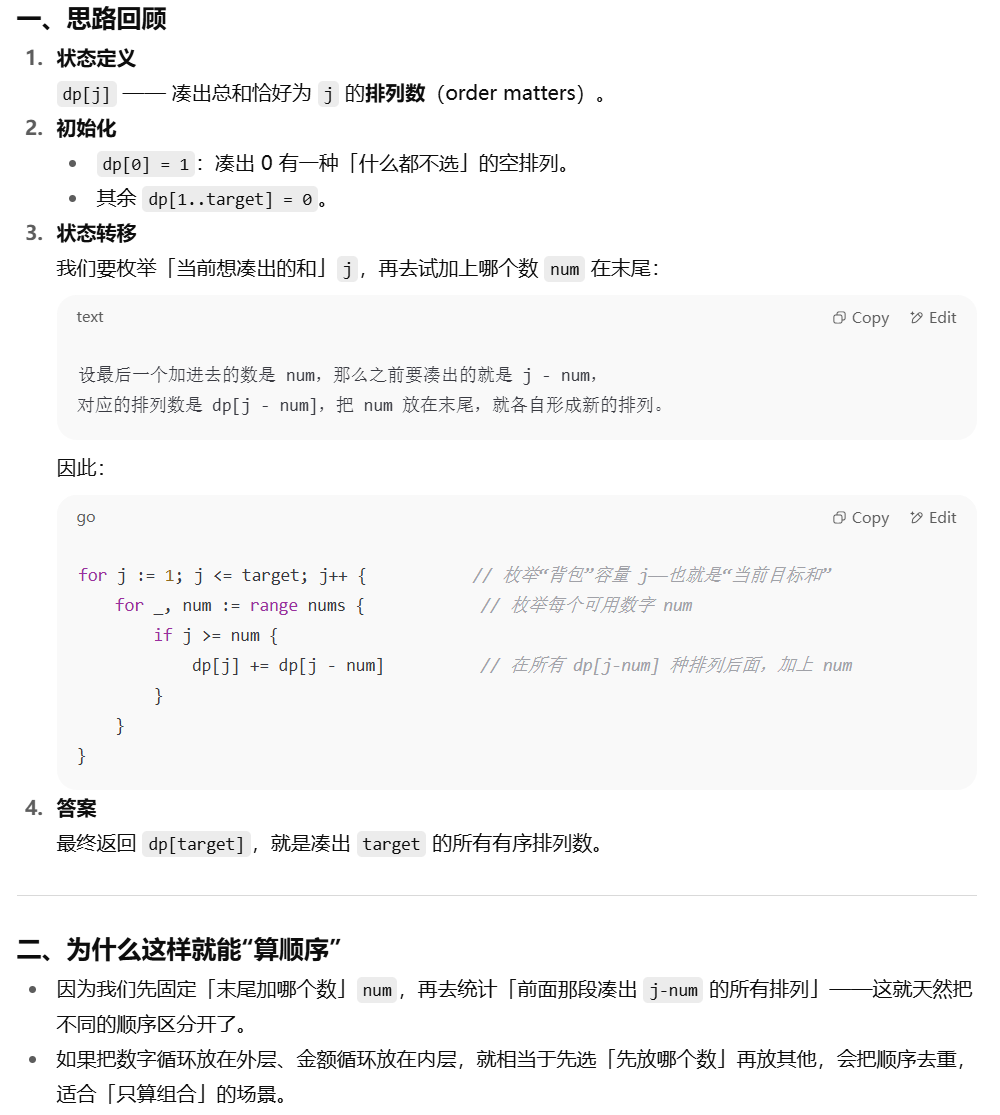 一、思路回顾
1. 状态定义
dp[j] —— 凑出总和恰好为 j 的排列数（order matters）。
2. 初始化
• dp[0] = 1：凑出 0 有一种「什么都不选」的空排列。
• 其余 dp[1..target] = 0。
3. 状态转移
我们要枚举「当前想凑出的和」j，再去试加上哪个数 num 在末尾：
text Copy Edit
设最后一个加进去的数是 num，那么之前要凑出的就是 j - num，
对应的排列数是 dp[j - num]，把 num 放在末尾，就各自形成新的排列。
因此：
go Copy Edit
for j := 1; j <= target; j++ { // 枚举“背包”容量 j——也就是“当前目标和”
for _, num := range nums { // 枚举每个可用数字 num
if j >= num {
dp[j] += dp[j - num] // 在所有 dp[j-num] 种排列后面，加上 num
}
}
}
4. 答案
最终返回 dp[target]，就是凑出 target 的所有有序排列数。
二、为什么这样就能“算顺序”
• 因为我们先固定「末尾加哪个数」num，再去统计「前面那段凑出 j-num 的所有排列」——这就天然把
不同的顺序区分开了。
• 如果把数字循环放在外层、金额循环放在内层，就相当于先选「先放哪个数」再放其他，会把顺序去重，
适合「只算组合」的场景。